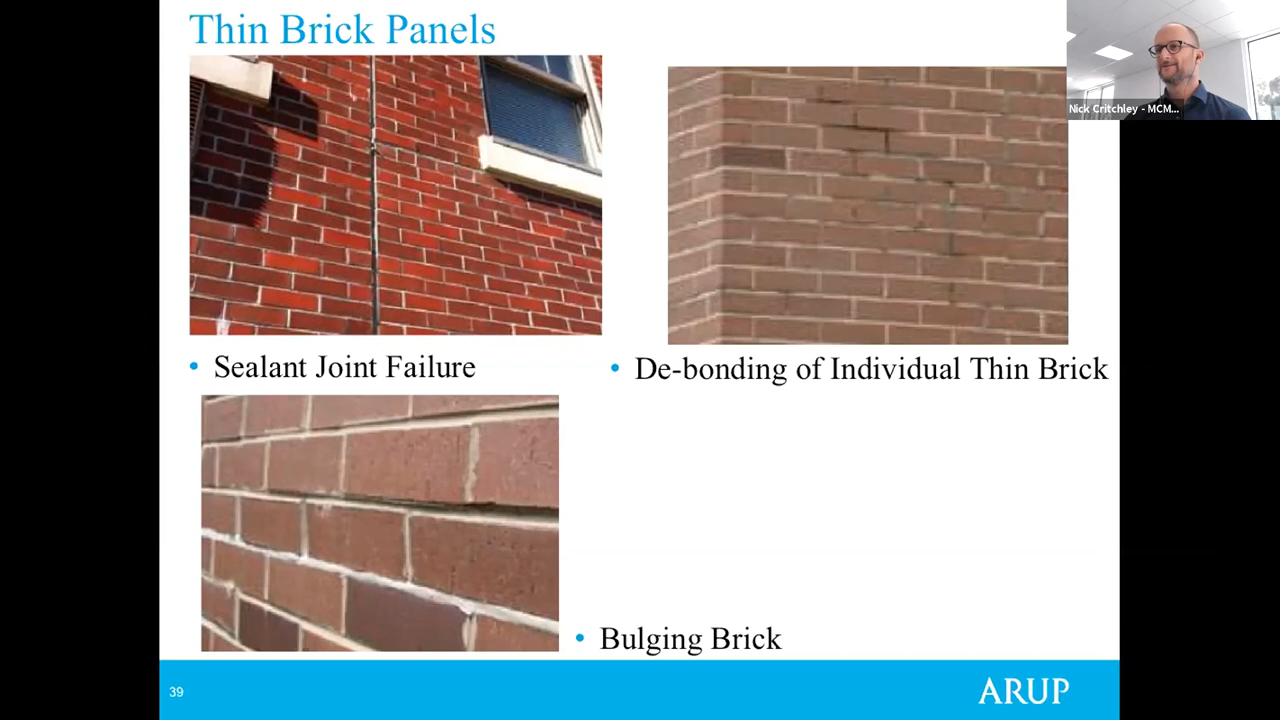 Thin Brick Panels
Nick Critchley - MCM...
• Sealant Joint Failure
• De-bonding of Individual Thin Brick
• Bulging Brick
39
ARUP